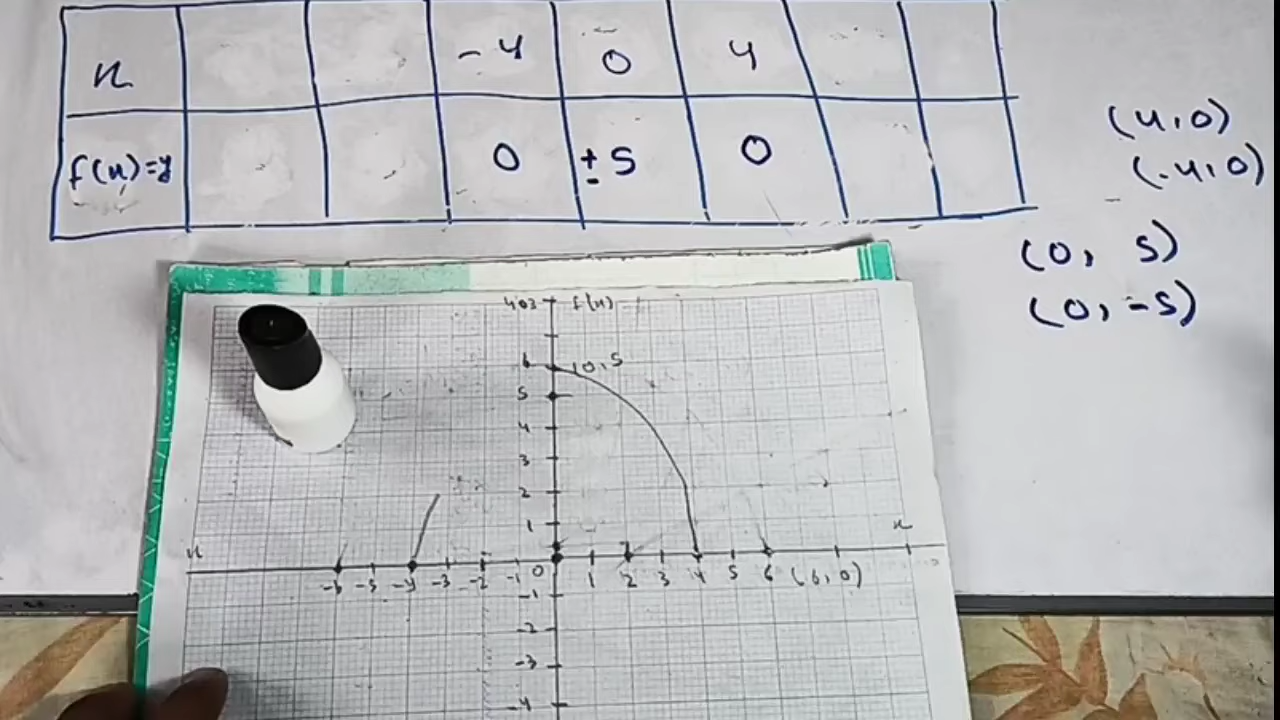 x -4 0 4
f(x)=y 0 ±5 0
(4,0)
(-4,0)
(0, 5)
(0, -5)
f(x)
6 (0,5
5
4
3
2
1
x x
-5 -4 -3 -2 -1 0 1 2 3 4 5 6 (6,0)
-1
-2
-3
-4